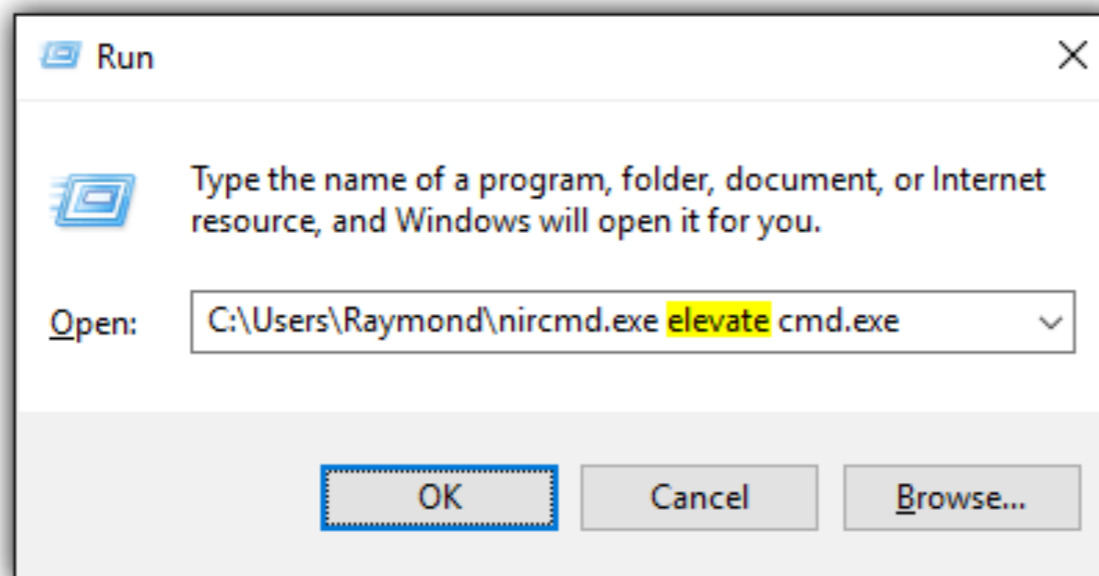 Run
Type the name of a program, folder, document, or Internet
resource, and Windows will open it for you.
Open: C:\Users\Raymond\nircmd.exe elevate cmd.exe
OK Cancel Browse...